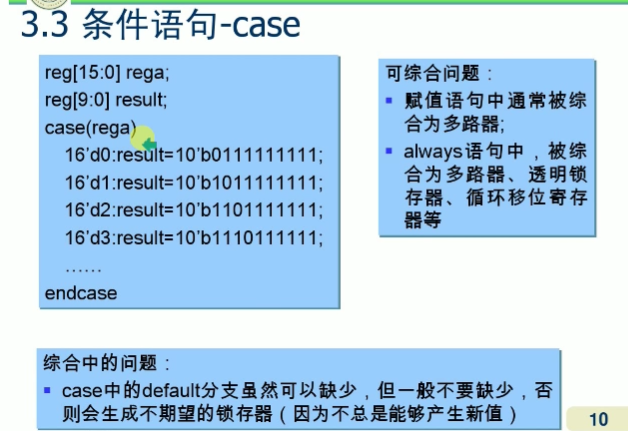 3.3 条件语句-case
reg[15:0] rega;
reg[9:0] result;
case(rega)
16'd0:result=10'b0111111111;
16'd1:result=10'b1011111111;
16'd2:result=10'b1101111111;
16'd3:result=10'b1110111111;
……
endcase
可综合问题：
赋值语句中通常被综
合为多路器;
always语句中，被综
合为多路器、透明锁
存器、循环移位寄存
器等
综合中的问题：
case中的default分支虽然可以缺少，但一般不要缺少，否
则会生成不期望的锁存器（因为不总是能够产生新值）
10